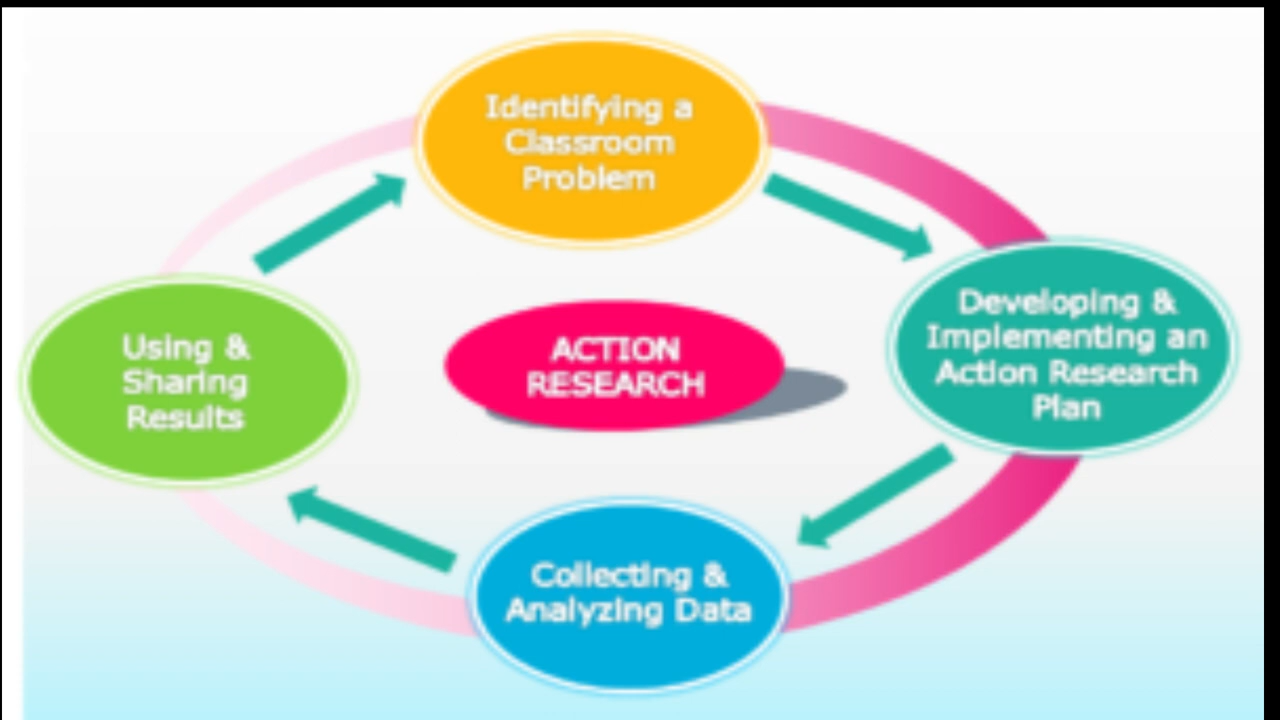 Identifying a
Classroom
Problem
Developing &
Implementing an
Action Research
Plan
ACTION
RESEARCH
Using &
Sharing
Results
Collecting &
Analyzing Data